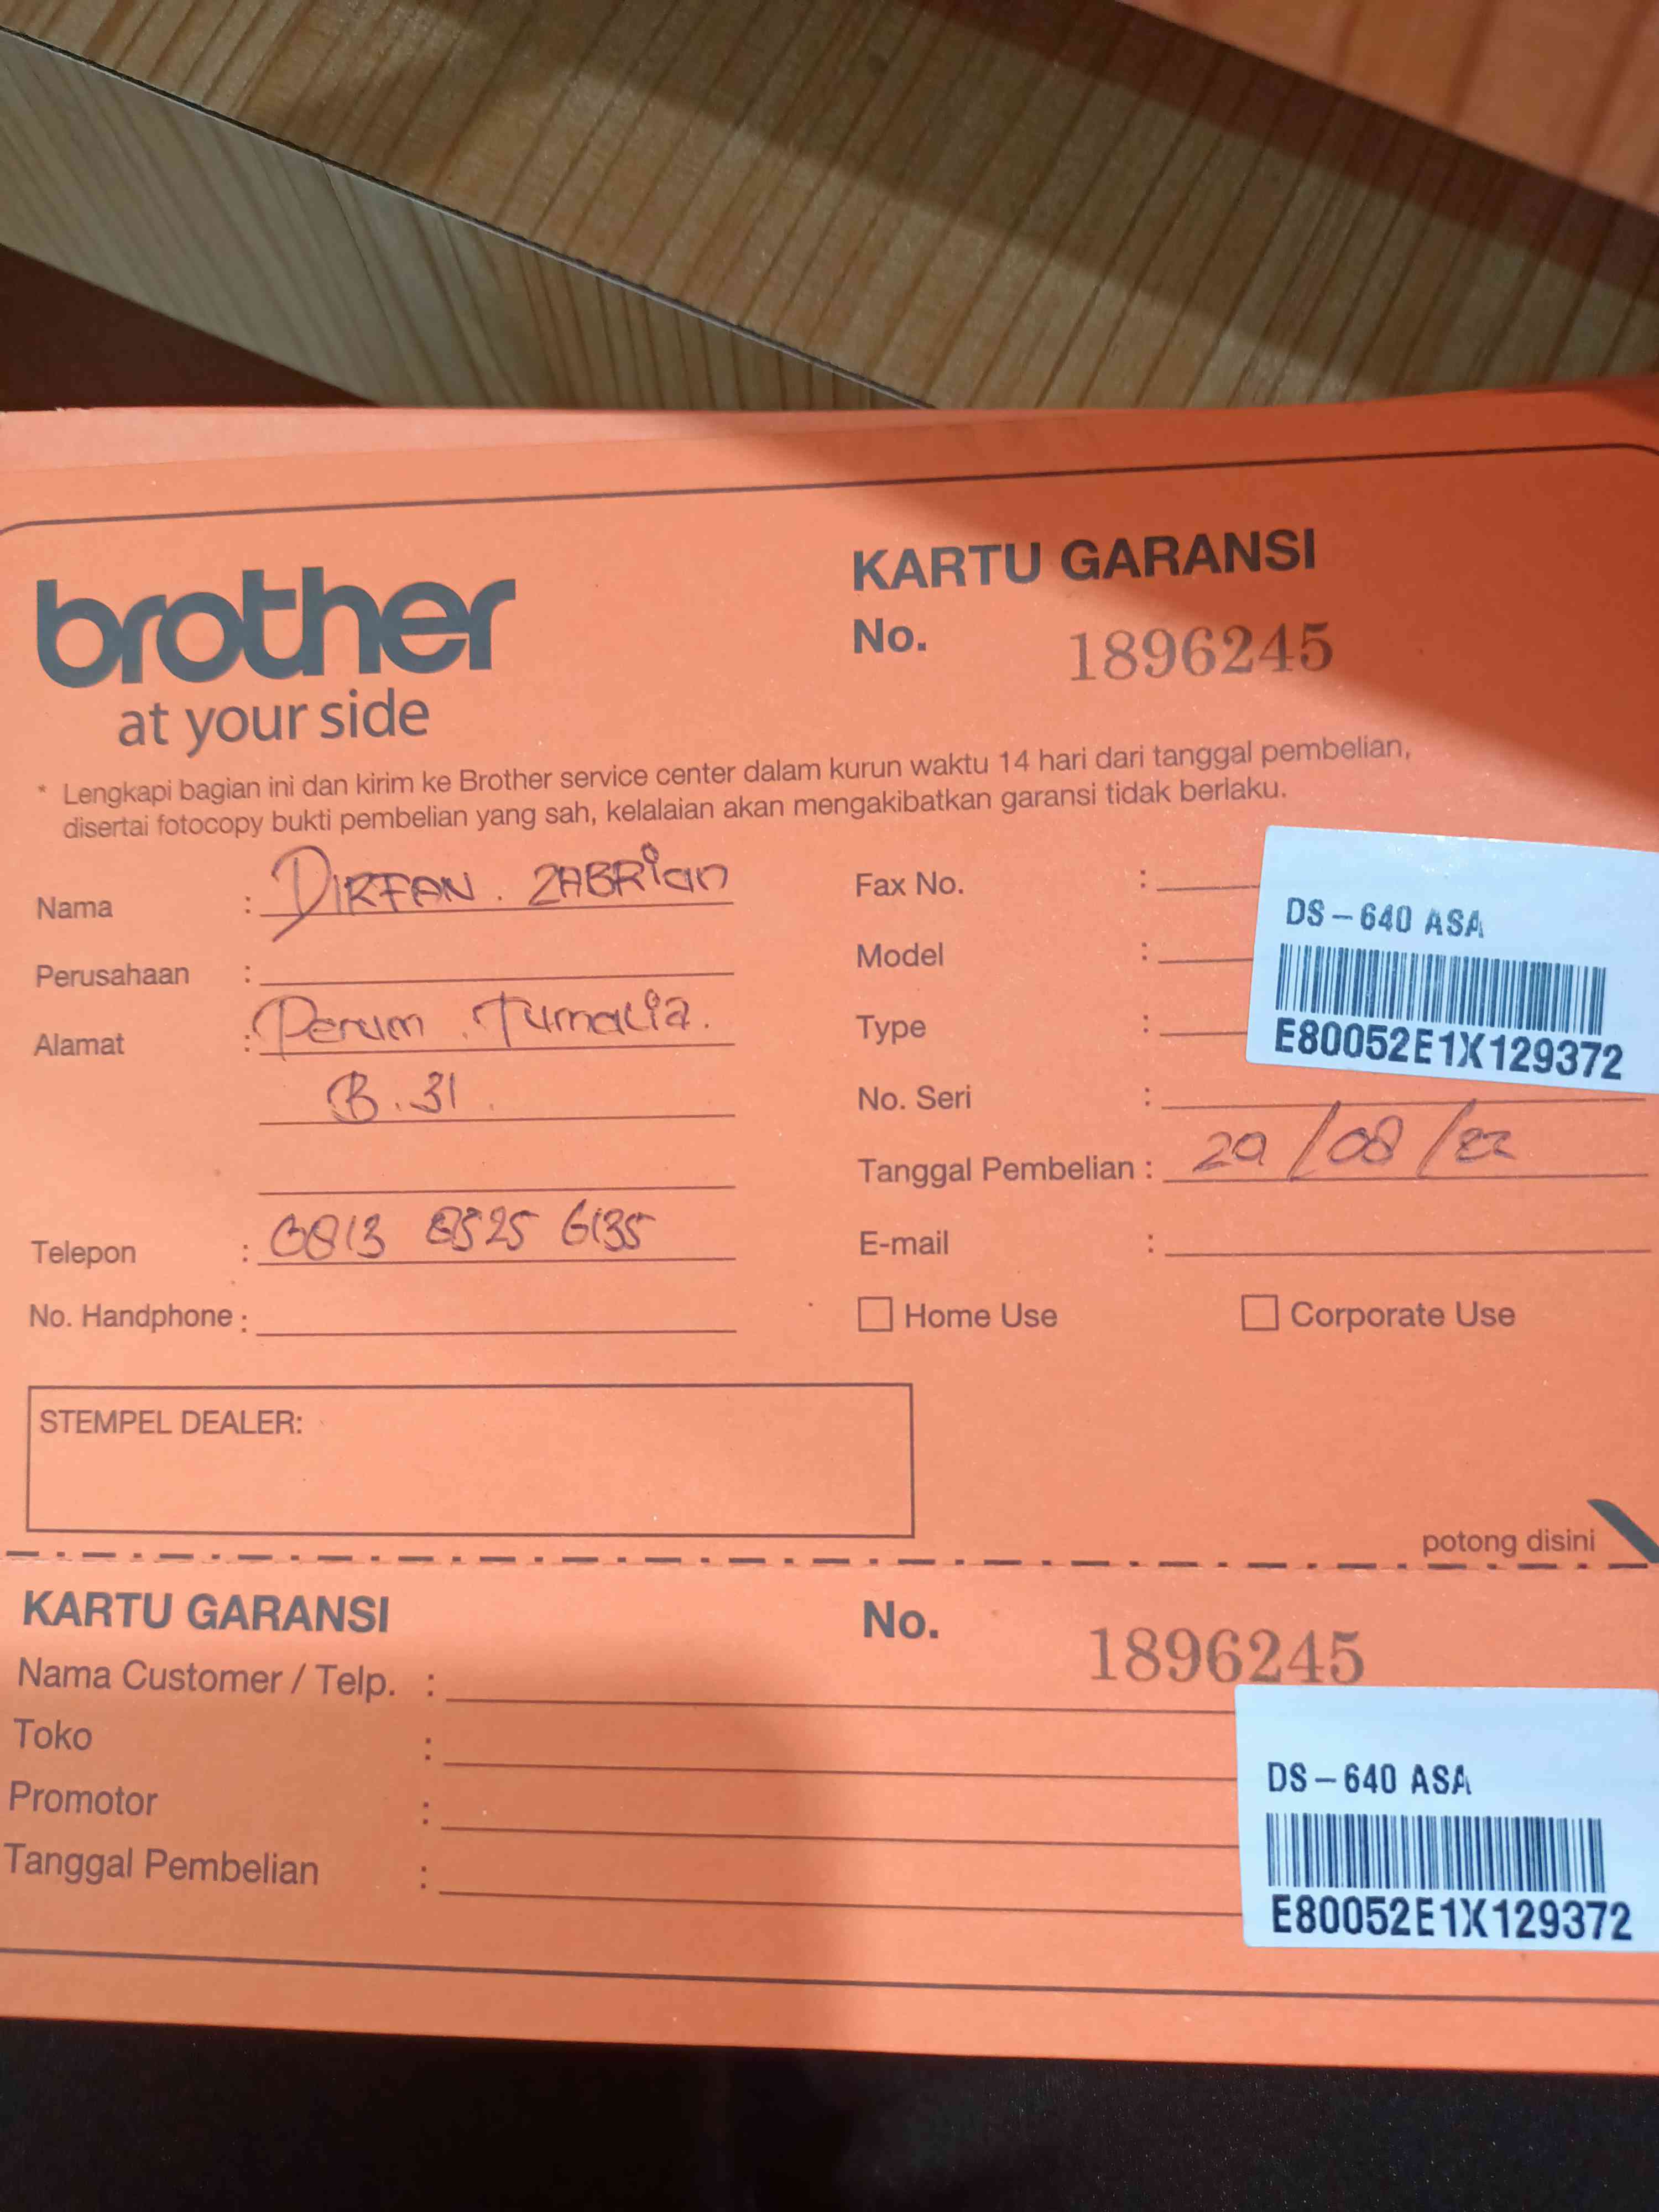 brother
at your side
KARTU GARANSI
No. 1896245
* Lengkapi bagian ini dan kirim ke Brother service center dalam kurun waktu 14 hari dari tanggal pembelian,
disertai fotocopy bukti pembelian yang sah, kelalaian akan mengakibatkan garansi tidak berlaku.
Nama : DIRFAN . ZABRian
Perusahaan :
Alamat : Perum . Tumalia.
B. 31.
Telepon : 0813 8525 6135
No. Handphone :
Fax No. :
Model :
Type :
No. Seri :
DS-640 ASA
E80052E1X129372
Tanggal Pembelian : 29/08/22
E-mail :
Home Use Corporate Use
STEMPEL DEALER:
potong disini
KARTU GARANSI
No. 1896245
Nama Customer / Telp. :
Toko :
Promotor :
Tanggal Pembelian :
DS-640 ASA
E80052E1X129372